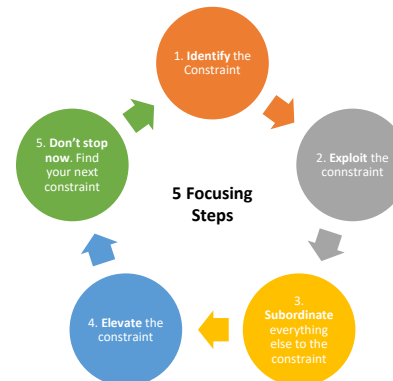 1. Identify the
Constraint
2. Exploit the
connstraint
3.
Subordinate
everything
else to the
constraint
4. Elevate the
constraint
5. Don't stop
now. Find
your next
constraint
5 Focusing
Steps